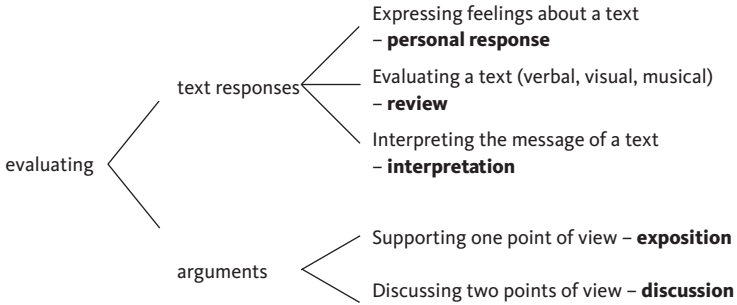 Expressing feelings about a text
– personal response
text responses
Evaluating a text (verbal, visual, musical)
– review
Interpreting the message of a text
– interpretation
evaluating
arguments
Supporting one point of view – exposition
Discussing two points of view – discussion